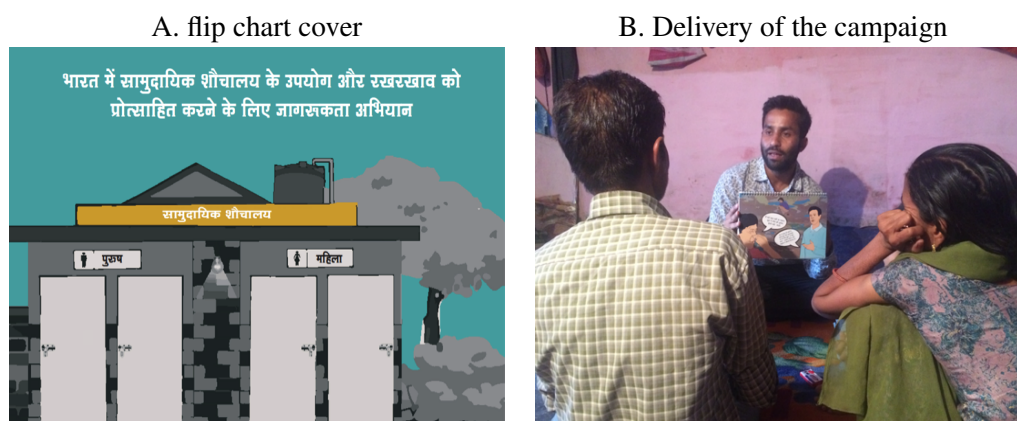 A. flip chart cover
B. Delivery of the campaign
भारत में सामुदायिक शौचालय के उपयोग और रखरखाव को
प्रोत्साहित करने के लिए जागरूकता अभियान
सामुदायिक शौचालय
पुरुष
महिला